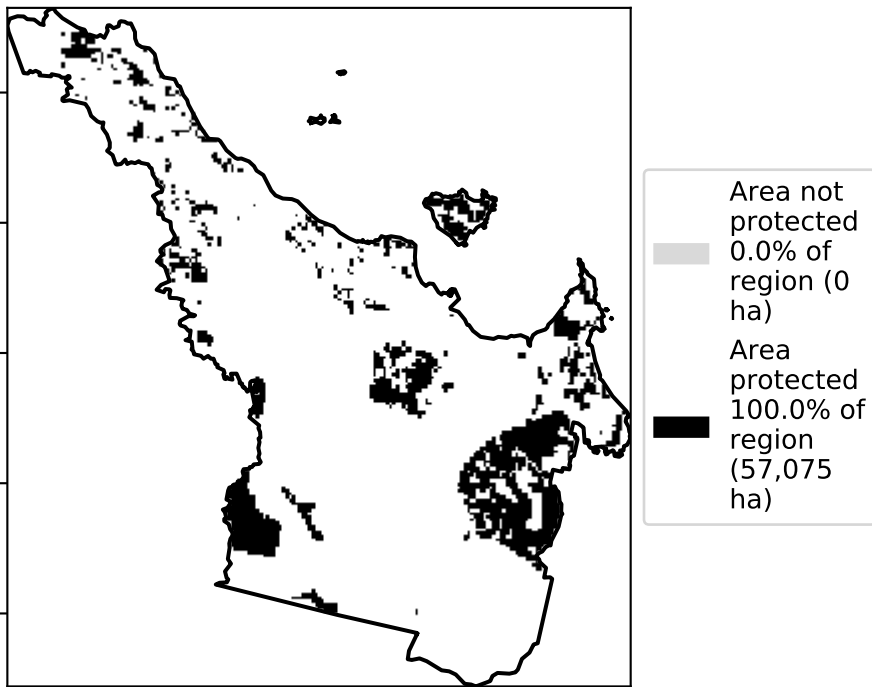 Area not
protected
0.0% of
region (0
ha)
Area
protected
100.0% of
region
(57,075
ha)